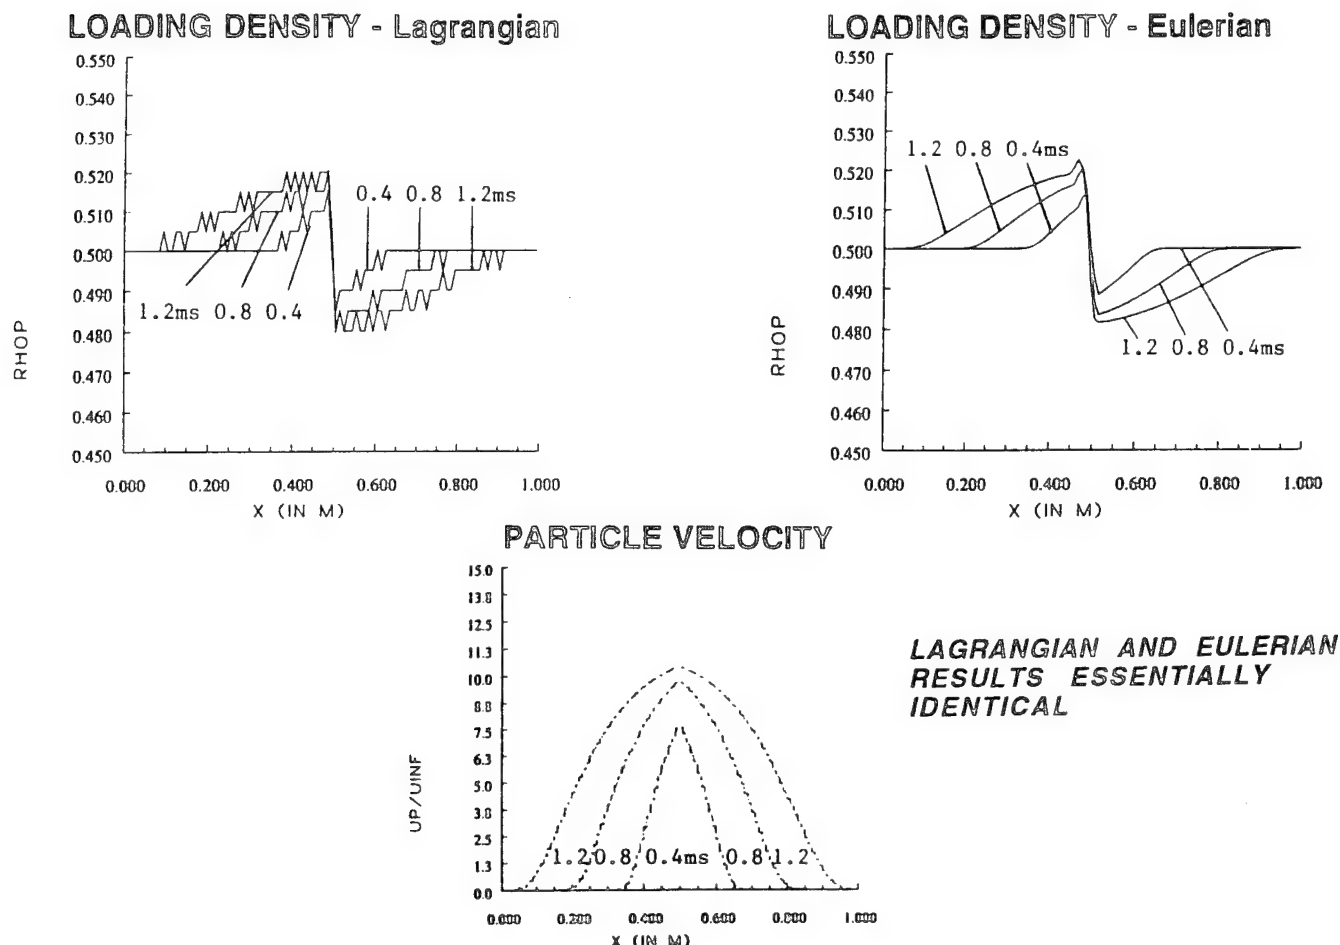 LOADING DENSITY - Lagrangian
0.550
0.540
0.530
0.520
0.510
0.500
0.490
0.480
0.470
0.460
0.450
RHOP
0.4 0.8 1.2ms
1.2ms 0.8 0.4
0.000 0.200 0.400 0.600 0.800 1.000
X (IN M)
LOADING DENSITY - Eulerian
0.550
0.540
0.530
0.520
0.510
0.500
0.490
0.480
0.470
0.460
0.450
RHOP
1.2 0.8 0.4ms
1.2 0.8 0.4ms
0.000 0.200 0.400 0.600 0.800 1.000
X (IN M)
PARTICLE VELOCITY
15.0
13.8
12.5
11.3
10.0
8.8
7.5
6.3
5.0
3.8
2.5
1.3
0.0
UP/UINF
1.2 0.8 0.4ms 0.8 1.2
0.000 0.200 0.400 0.600 0.800 1.000
X (IN M)
LAGRANGIAN AND EULERIAN
RESULTS ESSENTIALLY
IDENTICAL